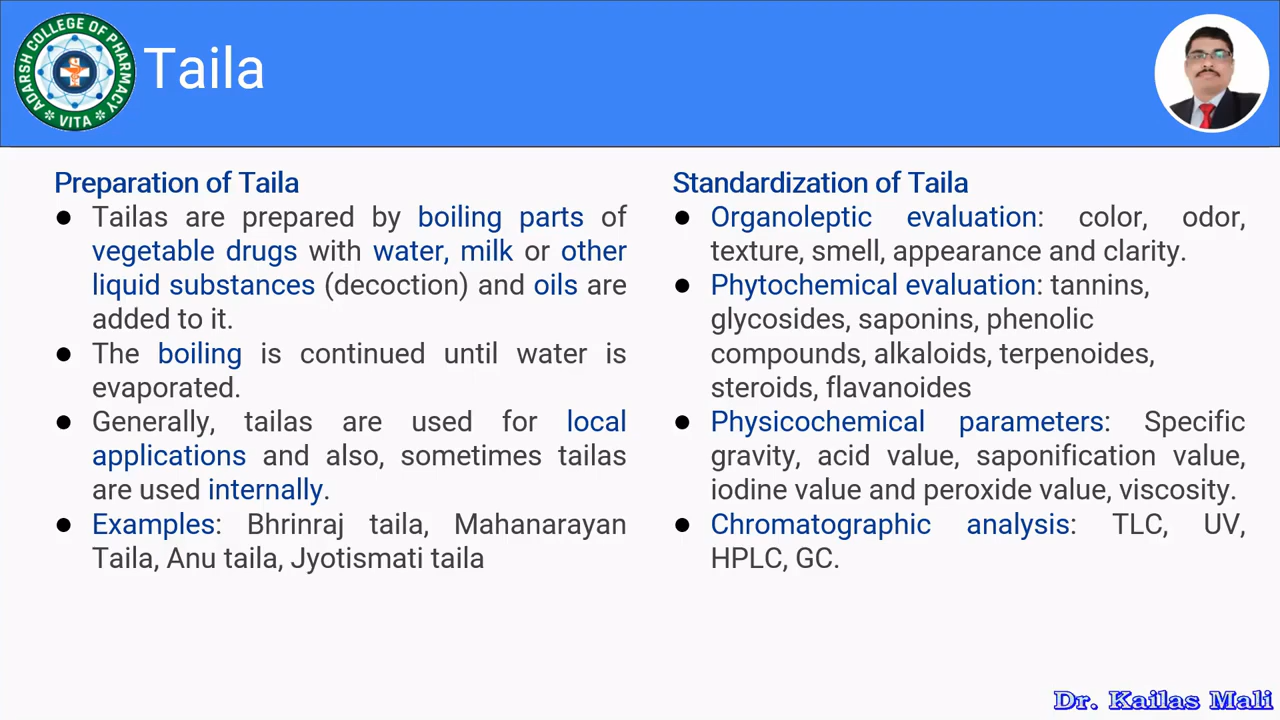 ADARSH COLLEGE OF PHARMACY
VITA
Taila
Preparation of Taila
● Tailas are prepared by boiling parts of
vegetable drugs with water, milk or other
liquid substances (decoction) and oils are
added to it.
● The boiling is continued until water is
evaporated.
● Generally, tailas are used for local
applications and also, sometimes tailas
are used internally.
● Examples: Bhrinraj taila, Mahanarayan
Taila, Anu taila, Jyotismati taila
Standardization of Taila
● Organoleptic evaluation: color, odor,
texture, smell, appearance and clarity.
● Phytochemical evaluation: tannins,
glycosides, saponins, phenolic
compounds, alkaloids, terpenoides,
steroids, flavanoides
● Physicochemical parameters: Specific
gravity, acid value, saponification value,
iodine value and peroxide value, viscosity.
● Chromatographic analysis: TLC, UV,
HPLC, GC.
Dr. Kailas Mali